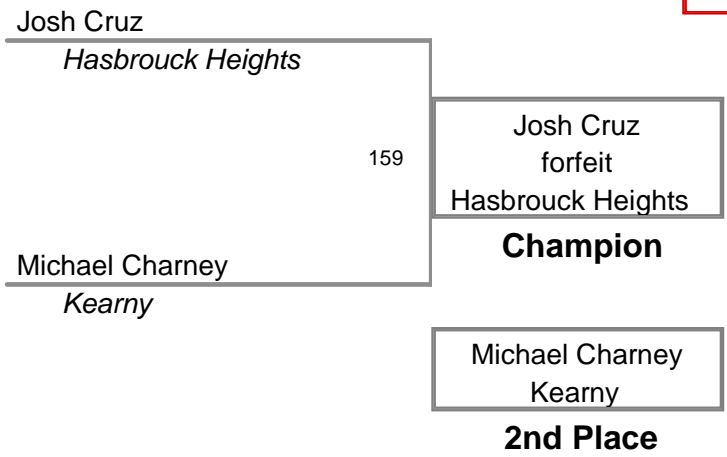 Josh Cruz
Hasbrouck Heights
159
Josh Cruz
forfeit
Hasbrouck Heights
Champion
Michael Charney
Kearny
Michael Charney
Kearny
2nd Place